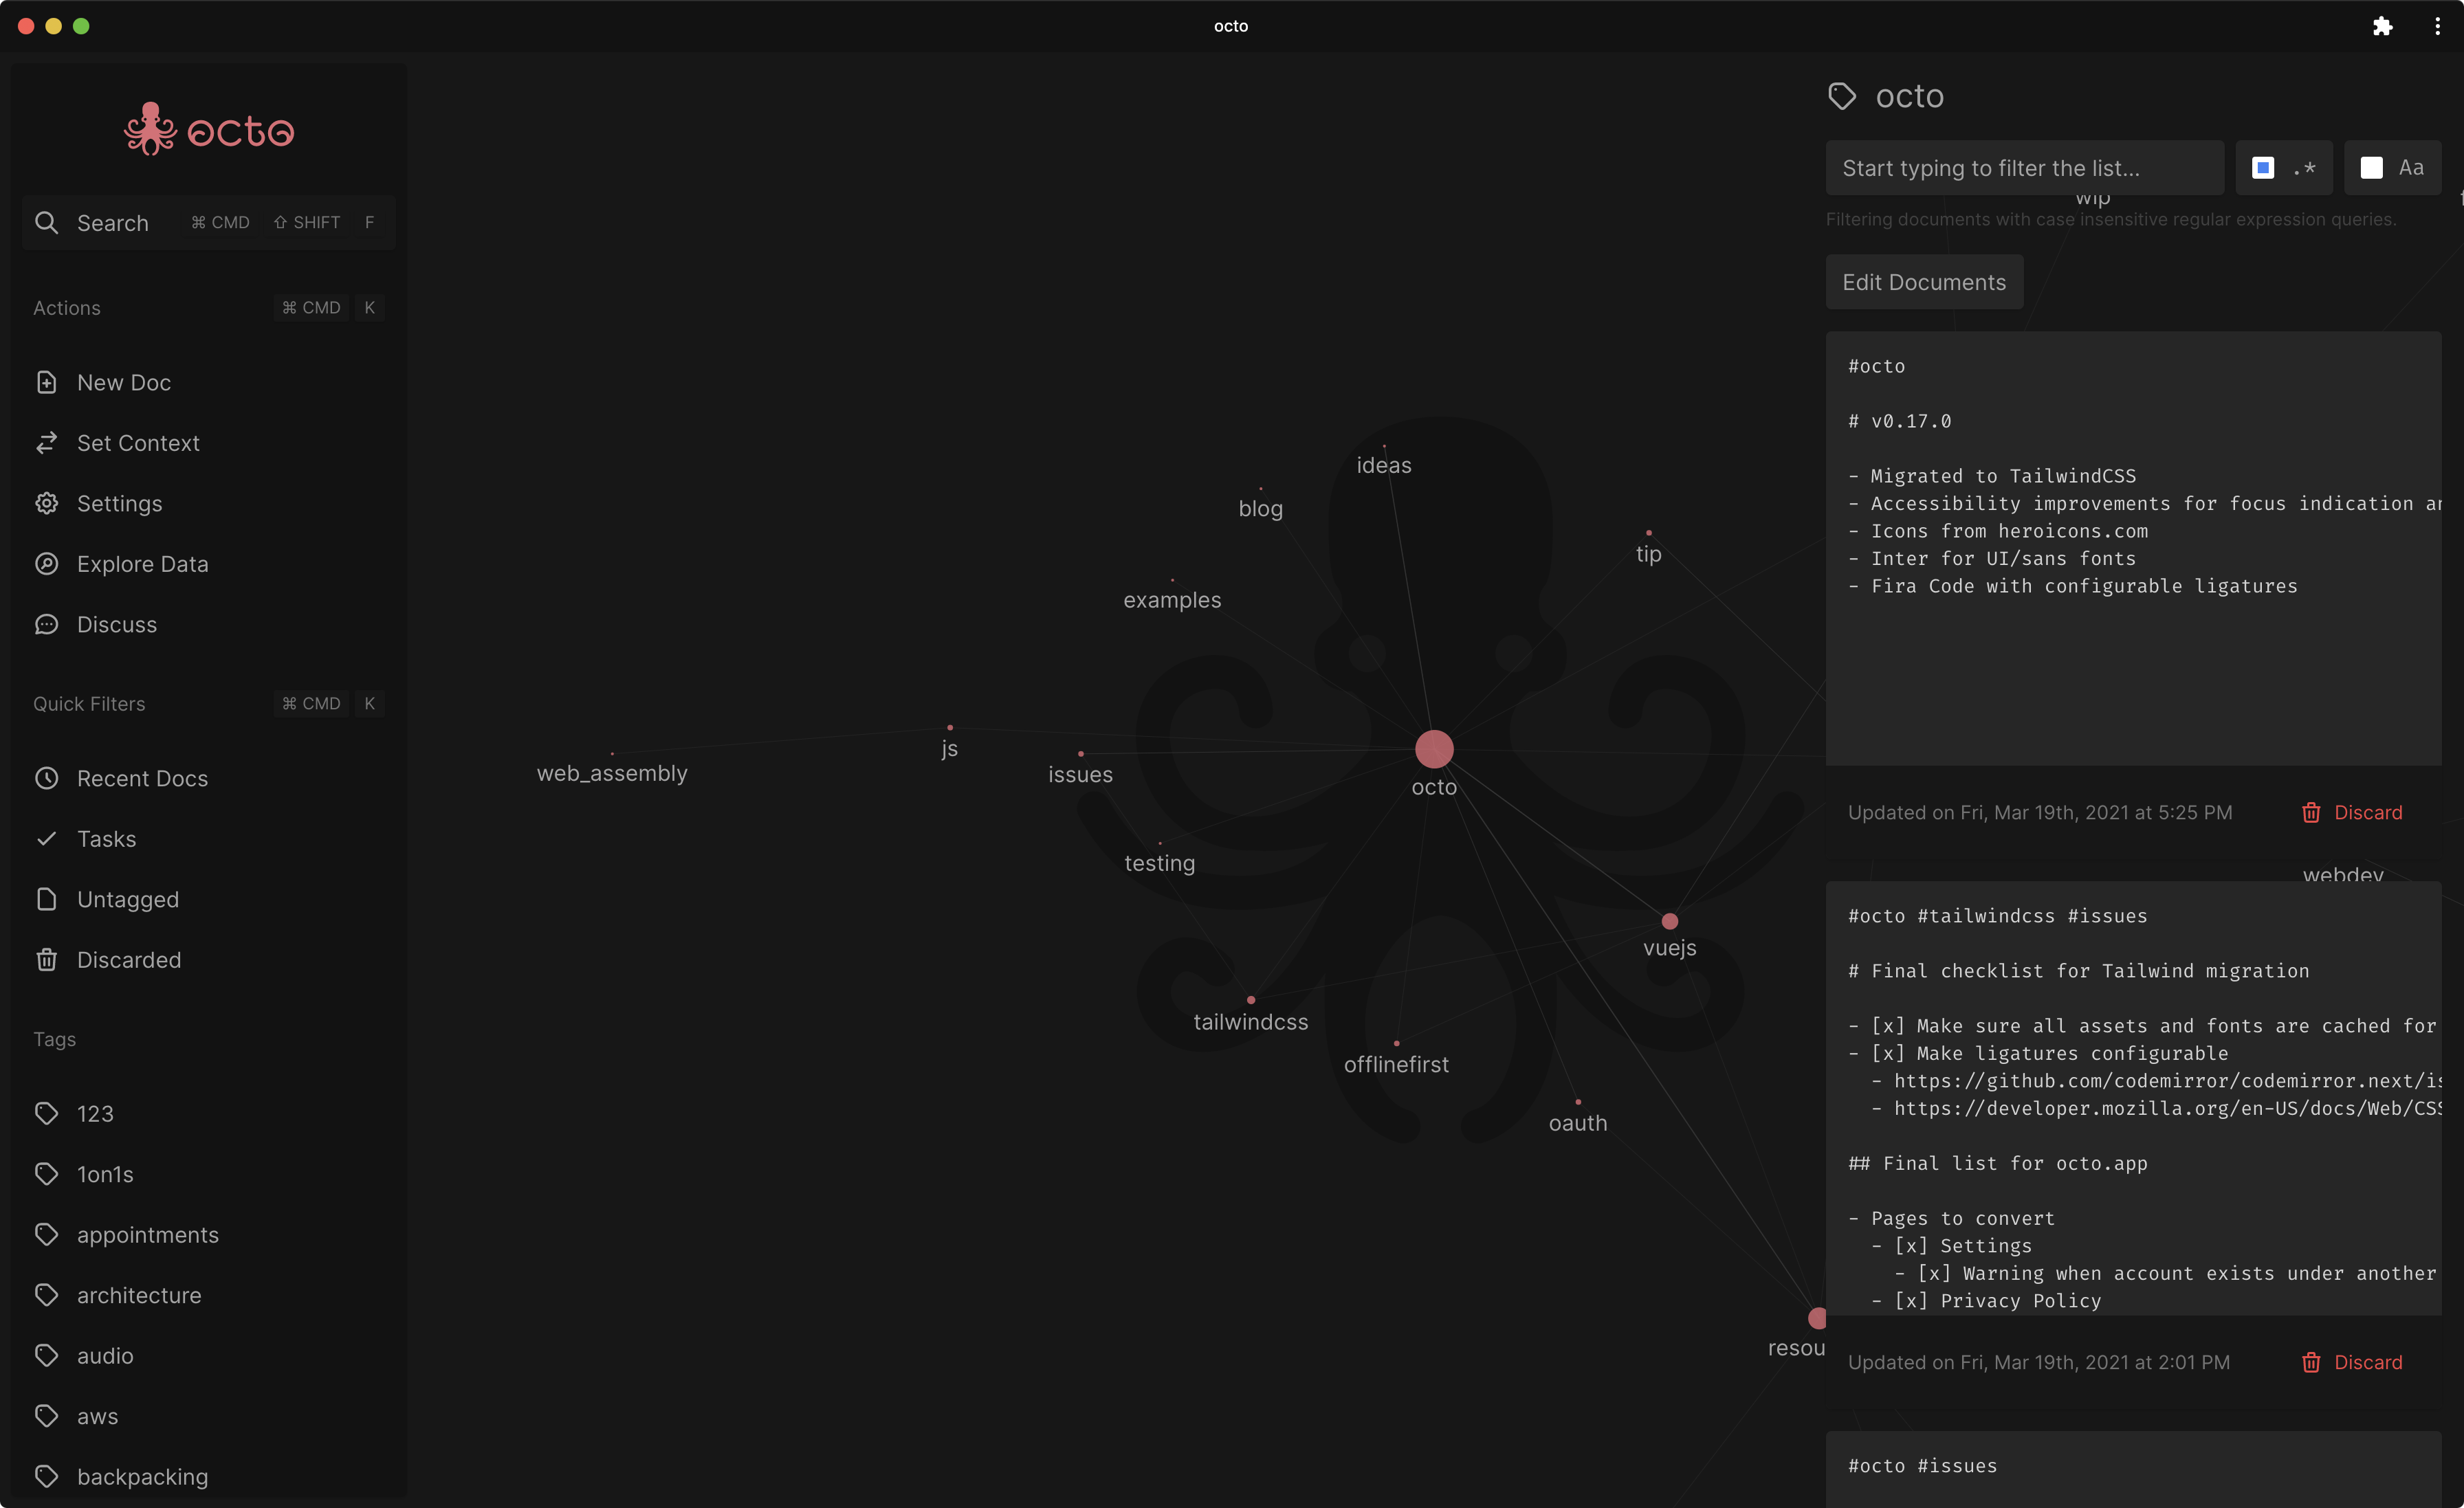 octo
octo
Search ⌘ CMD ⇧ SHIFT F
Actions ⌘ CMD K
New Doc
Set Context
Settings
Explore Data
Discuss
Quick Filters ⌘ CMD K
Recent Docs
Tasks
Untagged
Discarded
Tags
123
1on1s
appointments
architecture
audio
aws
backpacking
ideas
blog
tip
examples
js
web_assembly
issues
octo
testing
vuejs
tailwindcss
offlinefirst
oauth
resou
octo
Start typing to filter the list...
.*
Aa
wip
Filtering documents with case insensitive regular expression queries.
Edit Documents
#octo
# v0.17.0
- Migrated to TailwindCSS
- Accessibility improvements for focus indication
- Icons from heroicons.com
- Inter for UI/sans fonts
- Fira Code with configurable ligatures
Updated on Fri, Mar 19th, 2021 at 5:25 PM
Discard
webdev
#octo #tailwindcss #issues
# Final checklist for Tailwind migration
- [x] Make sure all assets and fonts are cached for
- [x] Make ligatures configurable
- https://github.com/codemirror/codemirror.next/is
- https://developer.mozilla.org/en-US/docs/Web/CSS
## Final list for octo.app
- Pages to convert
- [x] Settings
- [x] Warning when account exists under another
- [x] Privacy Policy
Updated on Fri, Mar 19th, 2021 at 2:01 PM
Discard
#octo #issues